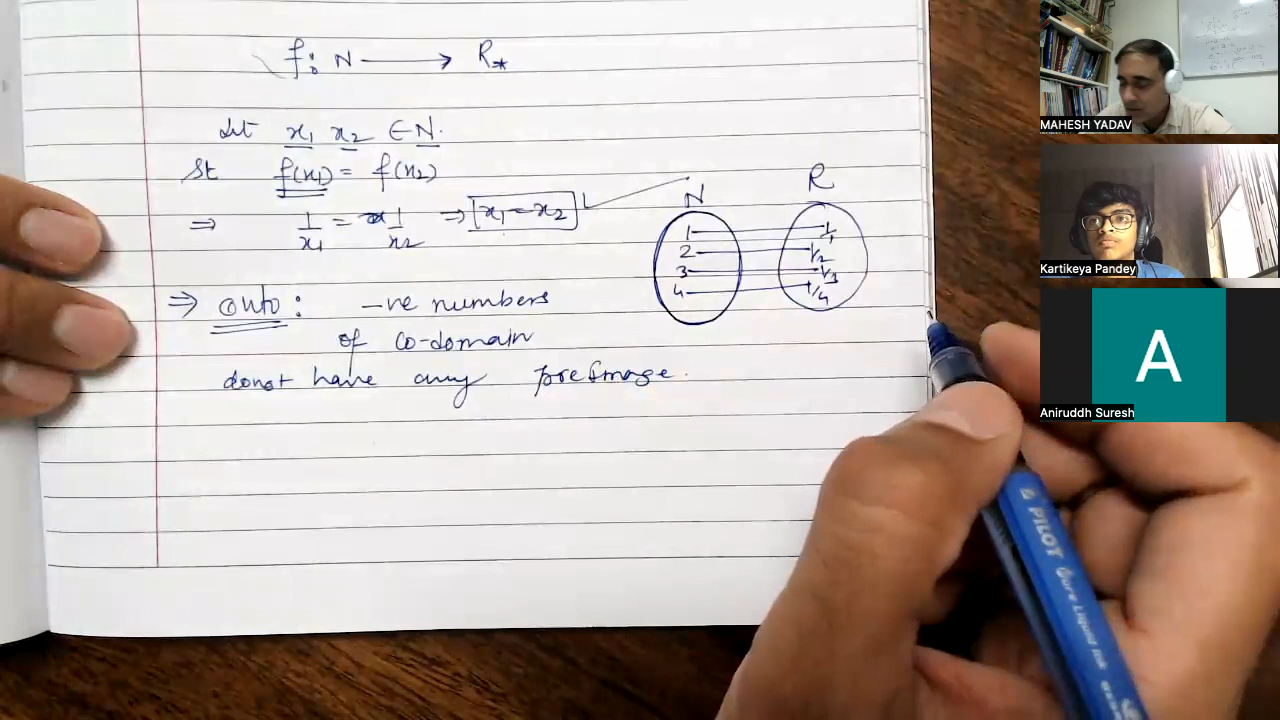 f: N ⟶ R*
Let x₁ x₂ ∈ N.
St f(x₁) = f(x₂)
⇒ 1/x₁ = 1/x₂ ⇒ x₁ = x₂
⇒ Onto: -ve numbers
of co-domain
donot have any preimage.
N R
1 1/1
2 1/2
3 1/3
4 1/4
MAHESH YADAV
Kartikeya Pandey
A
Aniruddh Suresh
PILOT